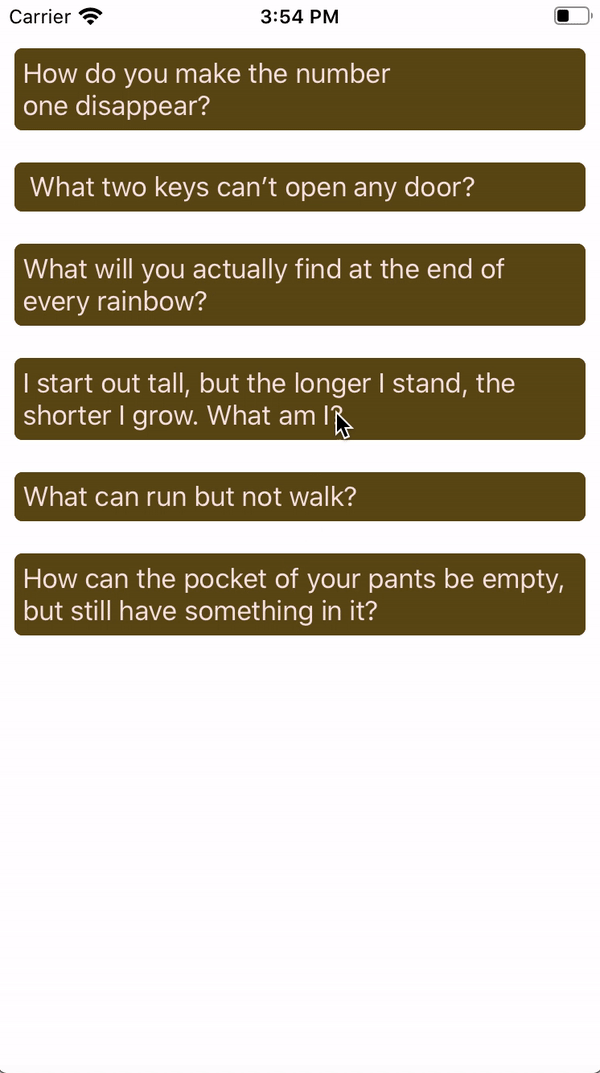 Carrier 3:54 PM
How do you make the number
one disappear?
What two keys can’t open any door?
What will you actually find at the end of
every rainbow?
I start out tall, but the longer I stand, the
shorter I grow. What am I?
What can run but not walk?
How can the pocket of your pants be empty,
but still have something in it?